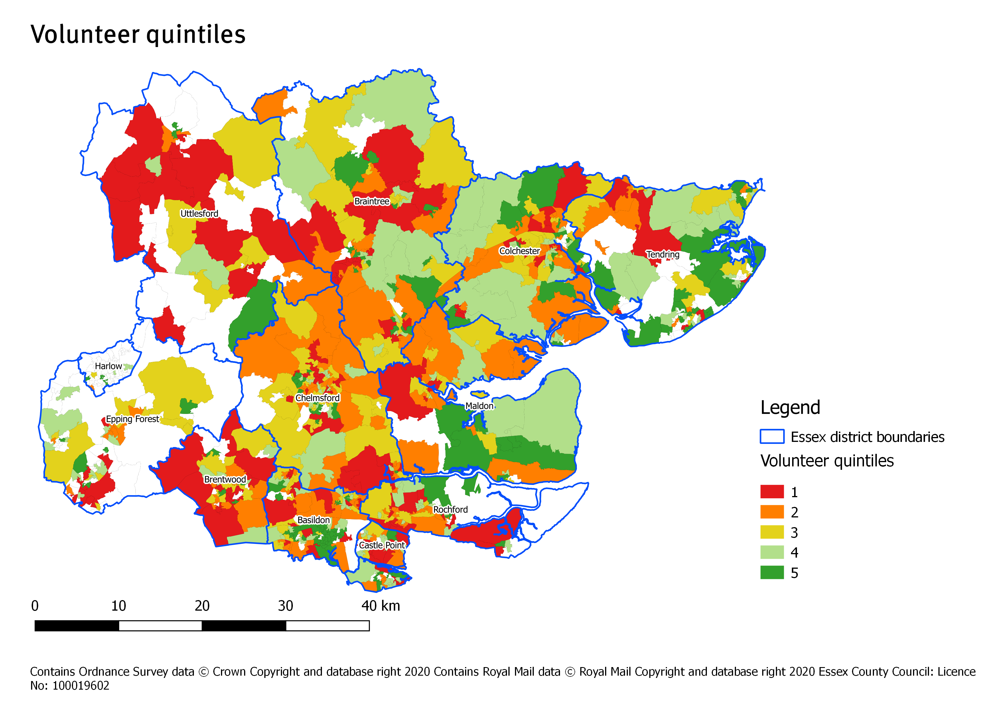 Volunteer quintiles
Braintree
Uttlesford
Colchester
Tendring
Harlow
Chelmsford
Maldon
Epping Forest
Brentwood
Rochford
Basildon
Castle Point
Legend
Essex district boundaries
Volunteer quintiles
1
2
3
4
5
0 10 20 30 40 km
Contains Ordnance Survey data © Crown Copyright and database right 2020 Contains Royal Mail data © Royal Mail Copyright and database right 2020 Essex County Council: Licence
No: 100019602